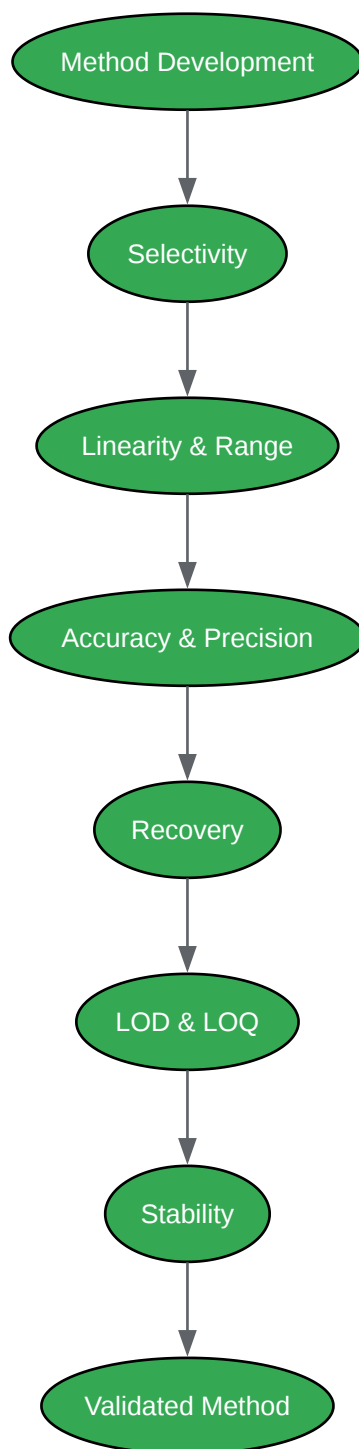 Method Development
Selectivity
Linearity & Range
Accuracy & Precision
Recovery
LOD & LOQ
Stability
Validated Method